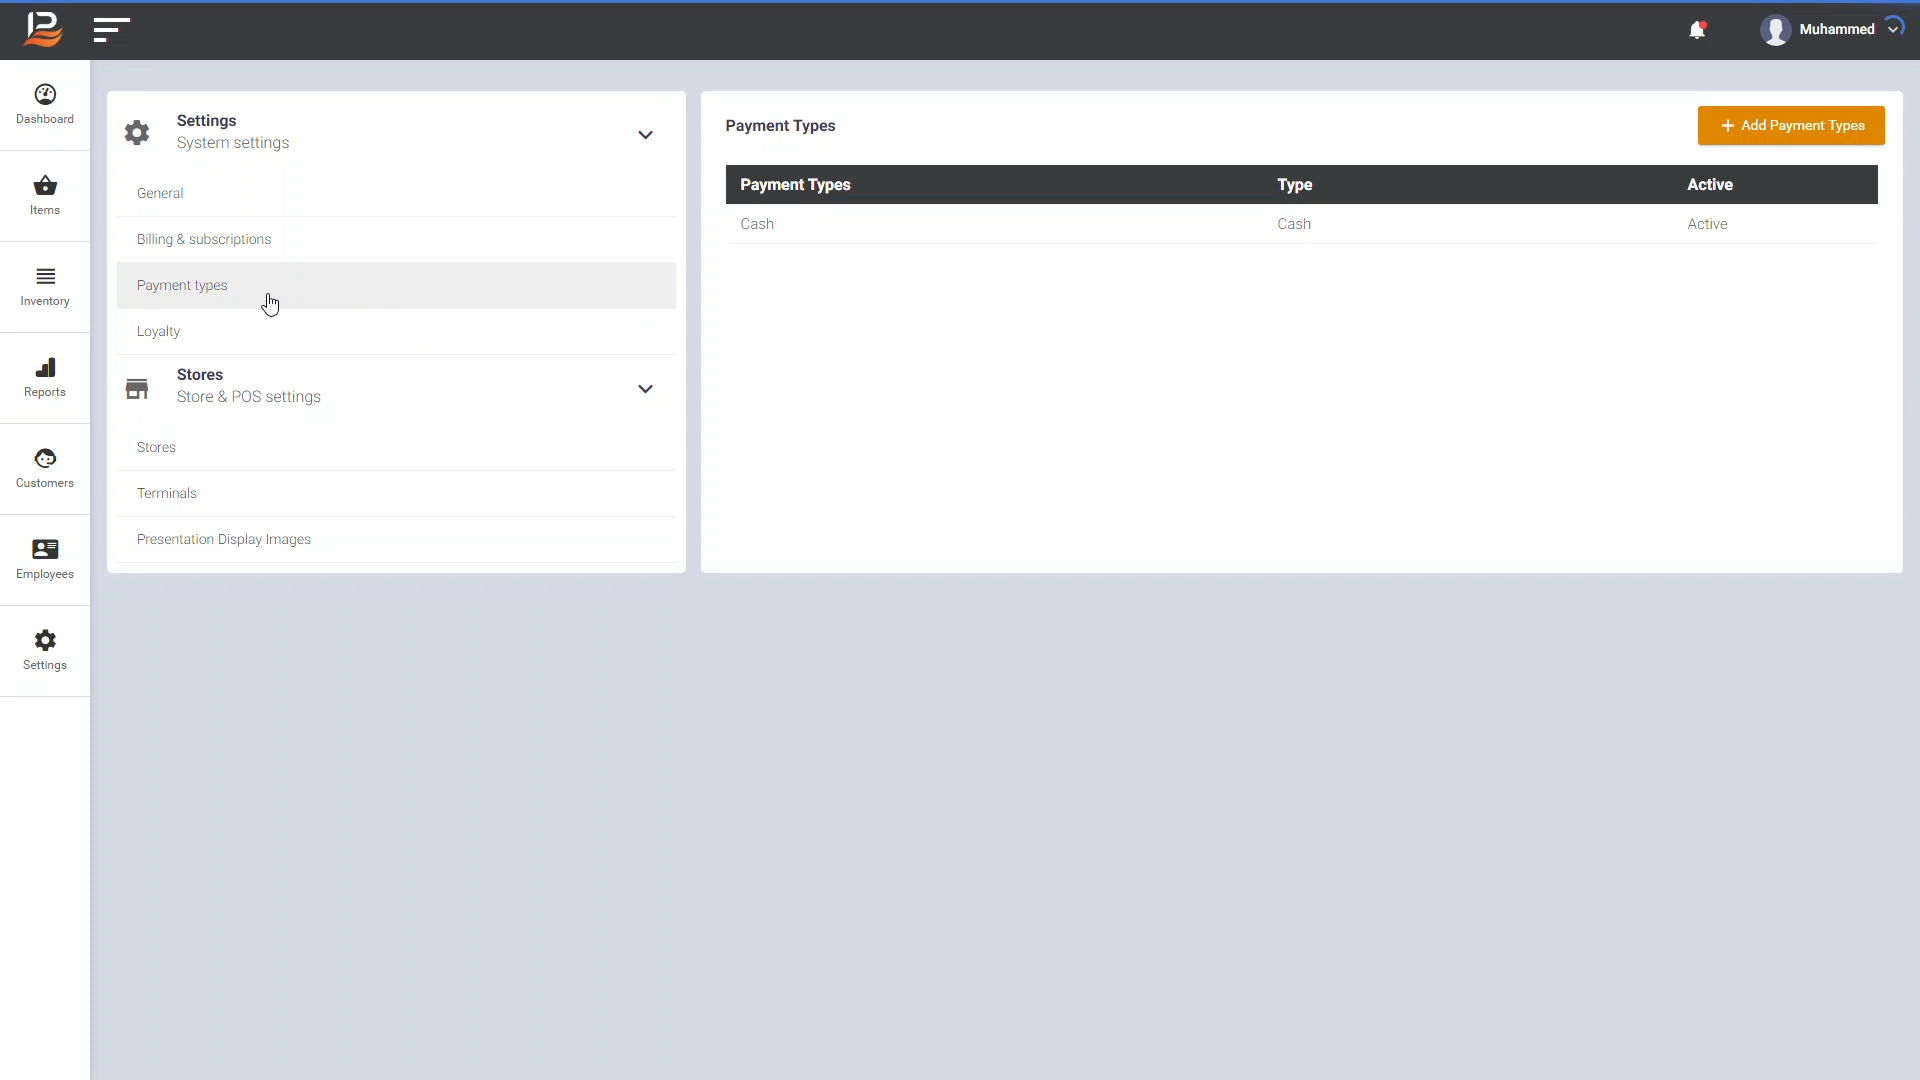 Muhammed
Dashboard
Items
Inventory
Reports
Customers
Employees
Settings
Settings
System settings
General
Billing & subscriptions
Payment types
Loyalty
Stores
Store & POS settings
Stores
Terminals
Presentation Display Images
Payment Types
+ Add Payment Types
Payment Types Type Active
Cash Cash Active